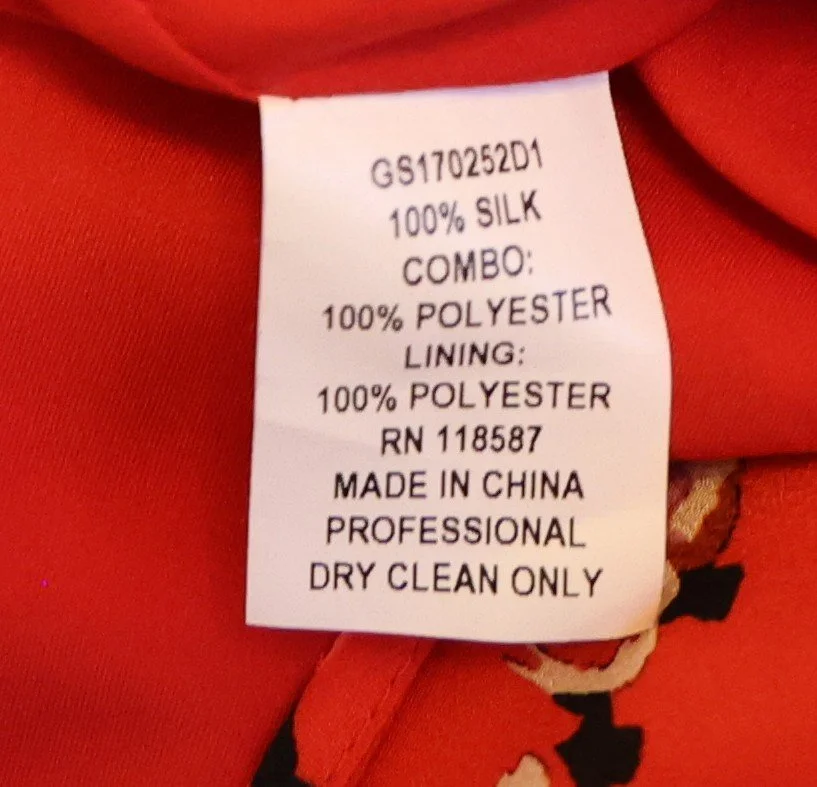 GS170252D1
100% SILK
COMBO:
100% POLYESTER
LINING:
100% POLYESTER
RN 118587
MADE IN CHINA
PROFESSIONAL
DRY CLEAN ONLY